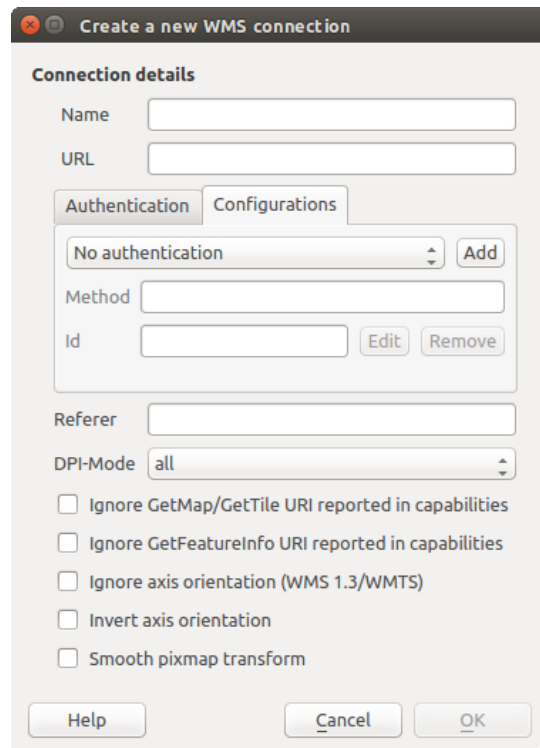 Create a new WMS connection
Connection details
Name
URL
Authentication Configurations
No authentication Add
Method
Id Edit Remove
Referer
DPI-Mode all
Ignore GetMap/GetTile URI reported in capabilities
Ignore GetFeatureInfo URI reported in capabilities
Ignore axis orientation (WMS 1.3/WMTS)
Invert axis orientation
Smooth pixmap transform
Help Cancel OK